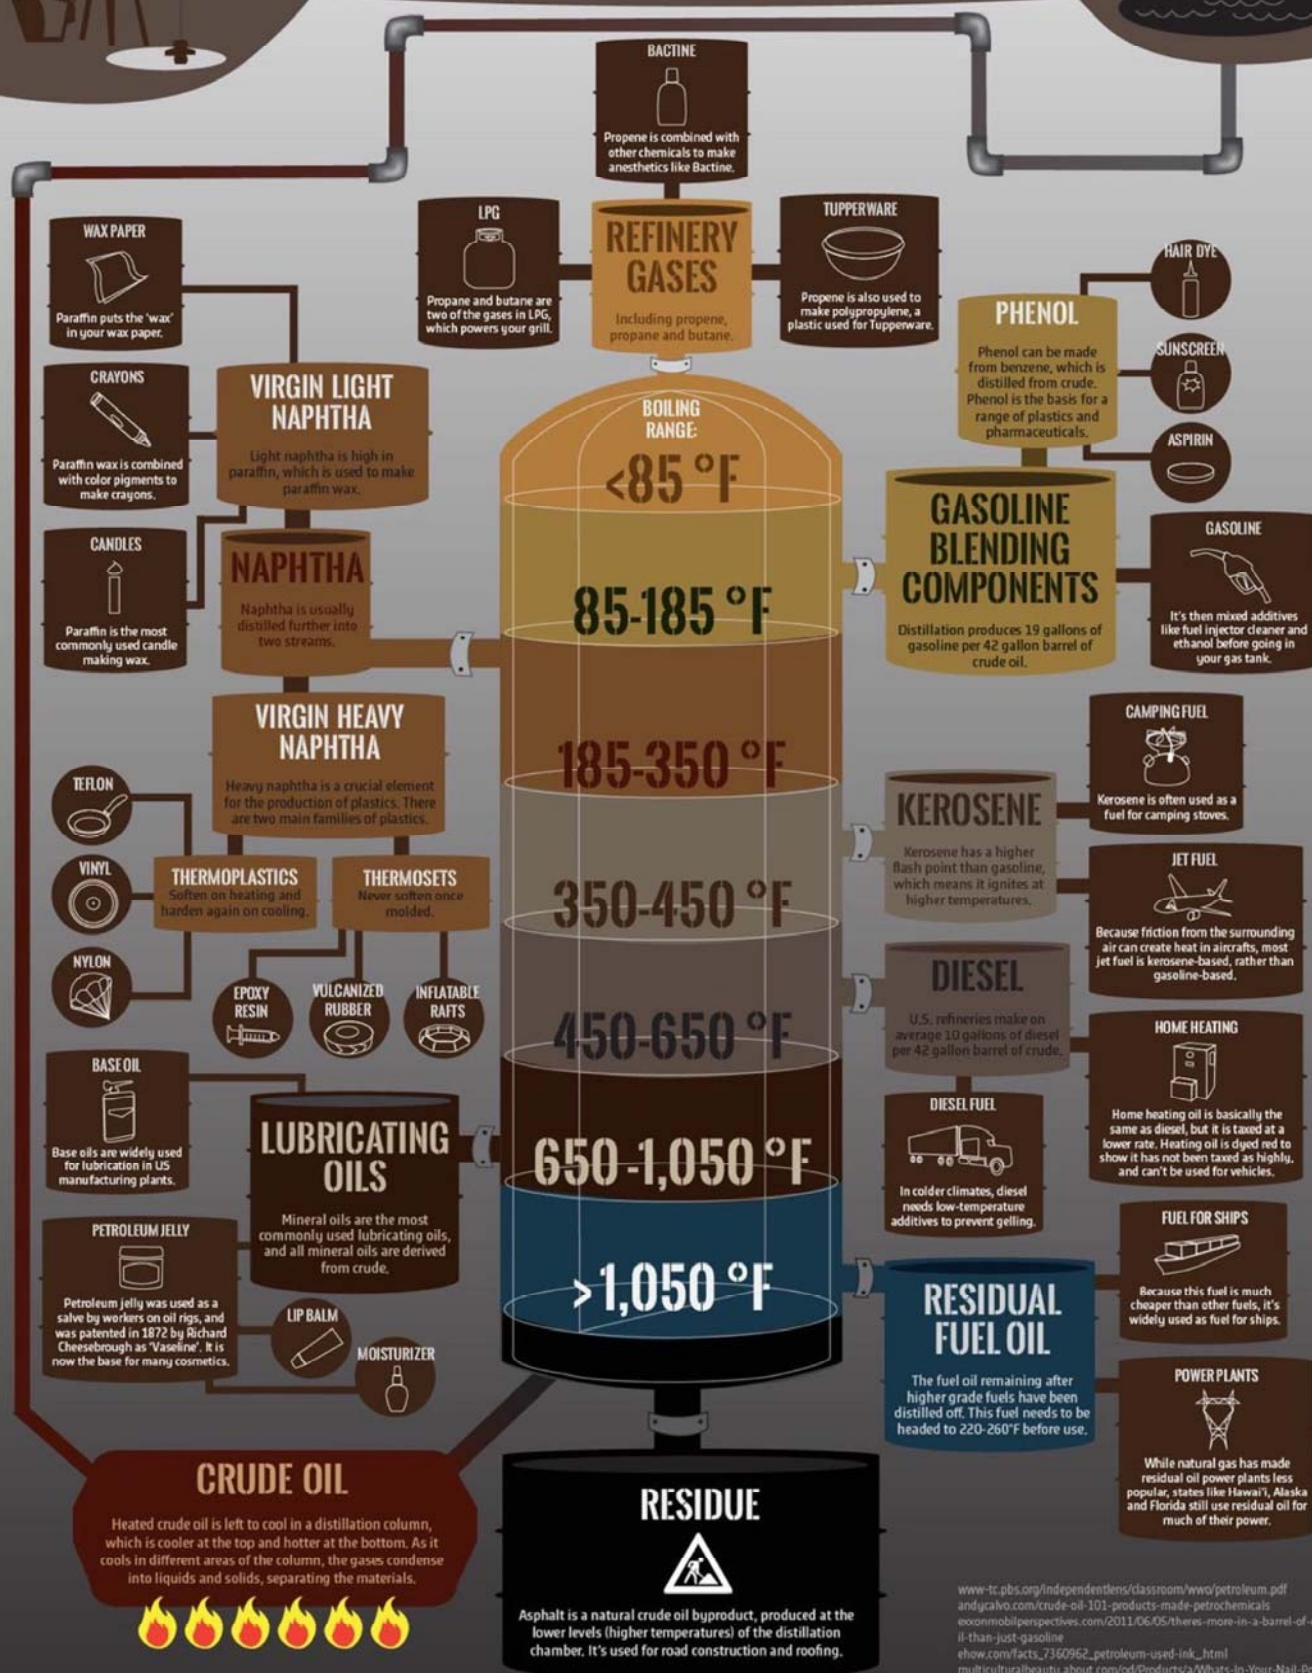 BACTINE
Propene is combined with
other chemicals to make
anesthetics like Bactine.
LPG
Propane and butane are
two of the gases in LPG,
which powers your grill.
REFINERY
GASES
Including propene,
propane and butane.
TUPPERWARE
Propene is also used to
make polypropylene, a
plastic used for Tupperware.
WAX PAPER
Paraffin puts the 'wax'
in your wax paper.
CRAYONS
Paraffin wax is combined
with color pigments to
make crayons.
CANDLES
Paraffin is the most
commonly used candle
making wax.
VIRGIN LIGHT
NAPHTHA
Light naphtha is high in
paraffin, which is used to make
paraffin wax.
NAPHTHA
Naphtha is usually
distilled further into
two streams.
VIRGIN HEAVY
NAPHTHA
Heavy naphtha is a crucial element
for the production of plastics. There
are two main families of plastics.
THERMOPLASTICS
Soften on heating and
harden again on cooling.
THERMOSETS
Never soften once
molded.
TEFLON
VINYL
NYLON
EPOXY
RESIN
VULCANIZED
RUBBER
INFLATABLE
RAFTS
BASE OIL
Base oils are widely used
for lubrication in US
manufacturing plants.
LUBRICATING
OILS
Mineral oils are the most
commonly used lubricating oils,
and all mineral oils are derived
from crude.
PETROLEUM JELLY
Petroleum jelly was used as a
salve by workers on oil rigs, and
was patented in 1872 by Richard
Cheesebrough as 'Vaseline'. It is
now the base for many cosmetics.
LIP BALM
MOISTURIZER
BOILING
RANGE:
<85 °F
85-185 °F
185-350 °F
350-450 °F
450-650 °F
650-1,050 °F
>1,050 °F
PHENOL
Phenol can be made
from benzene, which is
distilled from crude.
Phenol is the basis for a
range of plastics and
pharmaceuticals.
HAIR DYE
SUNSCREEN
ASPIRIN
GASOLINE
BLENDING
COMPONENTS
Distillation produces 19 gallons of
gasoline per 42 gallon barrel of
crude oil.
GASOLINE
It's then mixed additives
like fuel injector cleaner and
ethanol before going in
your gas tank.
KEROSENE
Kerosene has a higher
flash point than gasoline,
which means it ignites at
higher temperatures.
CAMPING FUEL
Kerosene is often used as a
fuel for camping stoves.
JET FUEL
Because friction from the surrounding
air can create heat in aircrafts, most
jet fuel is kerosene-based, rather than
gasoline-based.
DIESEL
U.S. refineries make on
average 10 gallons of diesel
per 42 gallon barrel of crude.
DIESEL FUEL
In colder climates, diesel
needs low-temperature
additives to prevent gelling.
HOME HEATING
Home heating oil is basically the
same as diesel, but it is taxed at a
lower rate. Heating oil is dyed red to
show it has not been taxed as highly,
and can't be used for vehicles.
RESIDUAL
FUEL OIL
The fuel oil remaining after
higher grade fuels have been
distilled off. This fuel needs to be
headed to 220-260°F before use.
FUEL FOR SHIPS
Because this fuel is much
cheaper than other fuels, it's
widely used as fuel for ships.
POWER PLANTS
While natural gas has made
residual oil power plants less
popular, states like Hawai'i, Alaska
and Florida still use residual oil for
much of their power.
CRUDE OIL
Heated crude oil is left to cool in a distillation column,
which is cooler at the top and hotter at the bottom. As it
cools in different areas of the column, the gases condense
into liquids and solids, separating the materials.
RESIDUE
Asphalt is a natural crude oil byproduct, produced at the
lower levels (higher temperatures) of the distillation
chamber. It's used for road construction and roofing.
www-tc.pbs.org/independentlens/classroom/wwo/petroleum.pdf
andycalvo.com/crude-oil-101-products-made-petrochemicals
exxonmobilperspectives.com/2011/06/05/theres-more-in-a-barrel-of-
il-than-just-gasoline
ehow.com/facts_7360962_petroleum-used-ink_.html